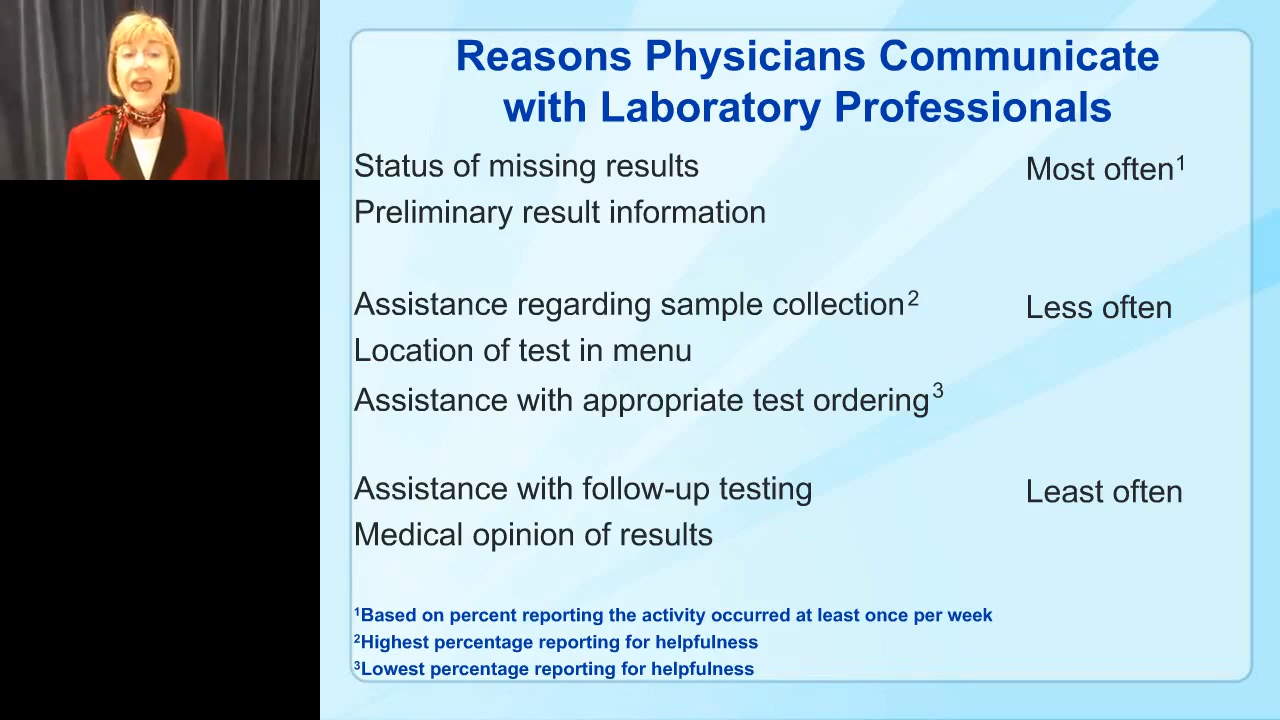 Reasons Physicians Communicate
with Laboratory Professionals
Status of missing results Most often¹
Preliminary result information
Assistance regarding sample collection² Less often
Location of test in menu
Assistance with appropriate test ordering³
Assistance with follow-up testing Least often
Medical opinion of results
¹Based on percent reporting the activity occurred at least once per week
²Highest percentage reporting for helpfulness
³Lowest percentage reporting for helpfulness